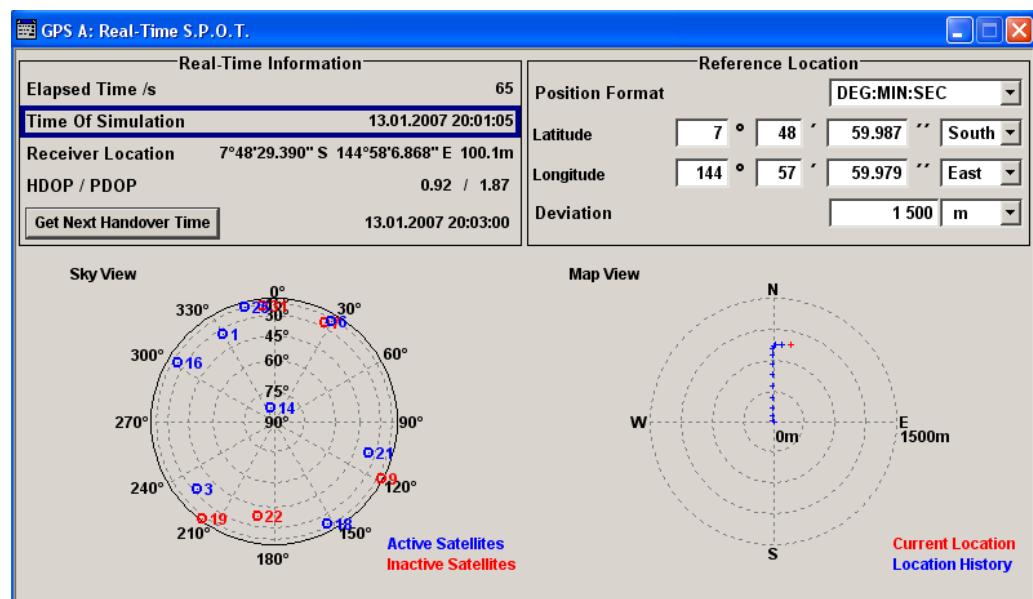 GPS A: Real-Time S.P.O.T.
Real-Time Information
Elapsed Time /s 65
Time Of Simulation 13.01.2007 20:01:05
Receiver Location 7°48'29.390" S 144°58'6.868" E 100.1m
HDOP / PDOP 0.92 / 1.87
Get Next Handover Time 13.01.2007 20:03:00
Reference Location
Position Format DEG:MIN:SEC
Latitude 7 ° 48 ′ 59.987 ′′ South
Longitude 144 ° 57 ′ 59.979 ′′ East
Deviation 1 500 m
Sky View
0°
330° 30°
30°
1 45°
300° 16 60° 60°
75°
14
270° 90° 90°
21
9
240° 3 120°
19 22 18
210° 150°
180°
Active Satellites
Inactive Satellites
Map View
N
W E
0m 1500m
S
Current Location
Location History